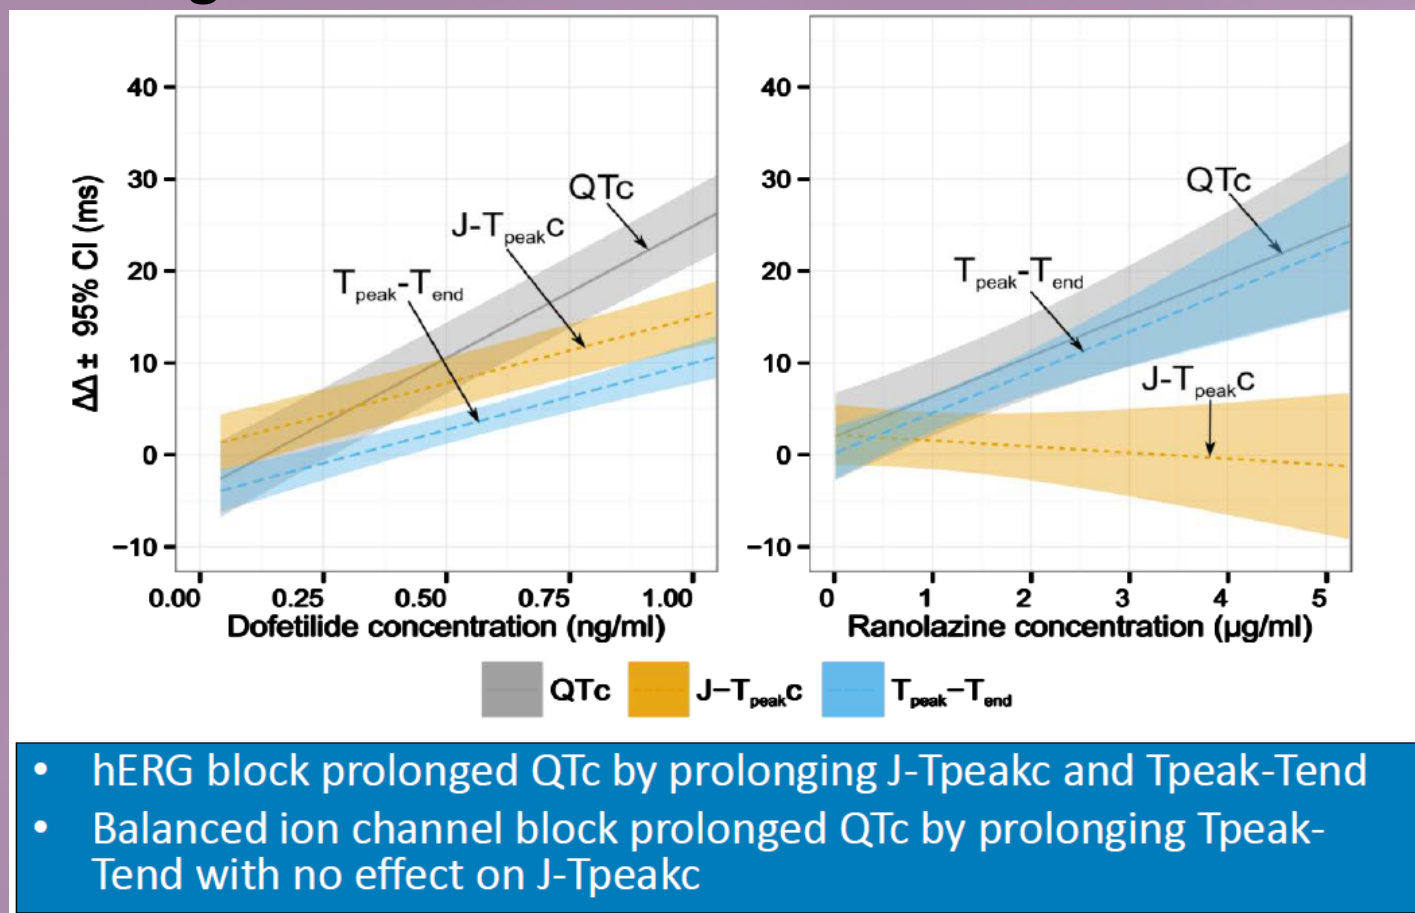 40
30
20
10
0
−10
ΔΔ ± 95% CI (ms)
QTc
J-TpeakC
Tpeak-Tend
0.00 0.25 0.50 0.75 1.00
Dofetilide concentration (ng/ml)
40
30
20
10
0
−10
QTc
Tpeak-Tend
J-TpeakC
0 1 2 3 4 5
Ranolazine concentration (µg/ml)
QTc J−Tpeakc Tpeak−Tend
• hERG block prolonged QTc by prolonging J-Tpeakc and Tpeak-Tend
• Balanced ion channel block prolonged QTc by prolonging Tpeak-
Tend with no effect on J-Tpeakc